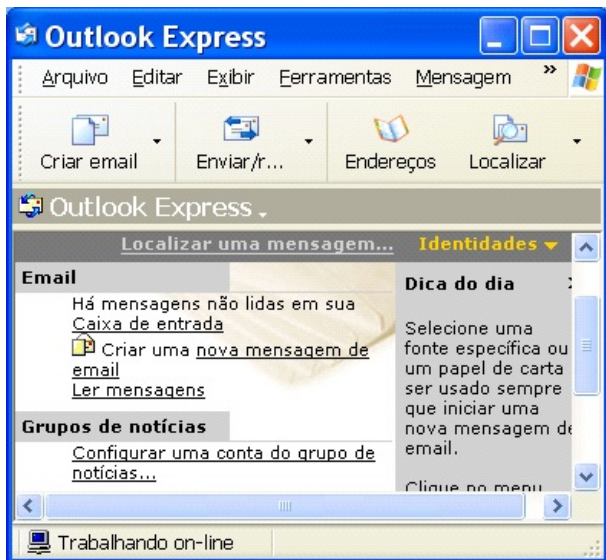 Outlook Express
Arquivo Editar Exibir Ferramentas Mensagem »
Criar email Enviar/r... Endereços Localizar
Outlook Express
Localizar uma mensagem... Identidades
Email
Há mensagens não lidas em sua
Caixa de entrada
Criar uma nova mensagem de
email
Ler mensagens
Grupos de notícias
Configurar uma conta do grupo de
notícias...
Dica do dia
Selecione uma
fonte específica ou
um papel de carta
ser usado sempre
que iniciar uma
nova mensagem de
email.
Clique no menu
Trabalhando on-line